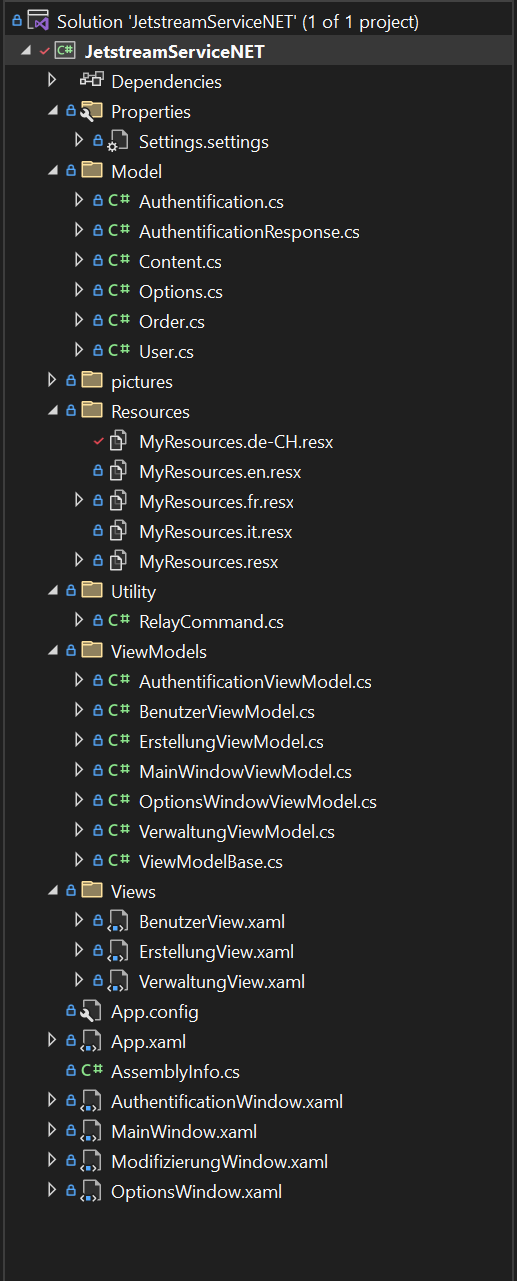 Solution 'JetstreamServiceNET' (1 of 1 project)
C# JetstreamServiceNET
Dependencies
Properties
Settings.settings
Model
C# Authentification.cs
C# AuthentificationResponse.cs
C# Content.cs
C# Options.cs
C# Order.cs
C# User.cs
pictures
Resources
MyResources.de-CH.resx
MyResources.en.resx
MyResources.fr.resx
MyResources.it.resx
MyResources.resx
Utility
C# RelayCommand.cs
ViewModels
C# AuthentificationViewModel.cs
C# BenutzerViewModel.cs
C# ErstellungViewModel.cs
C# MainWindowViewModel.cs
C# OptionsWindowViewModel.cs
C# VerwaltungViewModel.cs
C# ViewModelBase.cs
Views
BenutzerView.xaml
ErstellungView.xaml
VerwaltungView.xaml
App.config
App.xaml
C# AssemblyInfo.cs
AuthentificationWindow.xaml
MainWindow.xaml
ModifizierungWindow.xaml
OptionsWindow.xaml